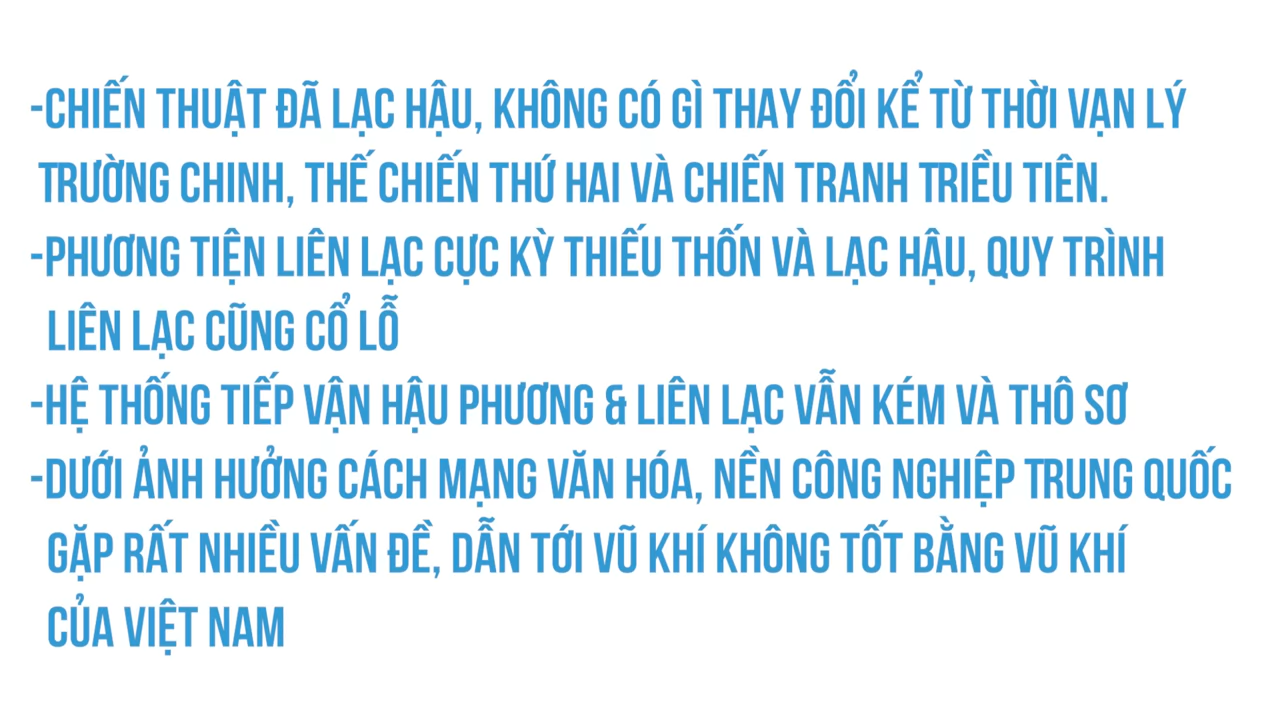 -CHIẾN THUẬT ĐÃ LẠC HẬU, KHÔNG CÓ GÌ THAY ĐỔI KỂ TỪ THỜI VẠN LÝ
TRƯỜNG CHINH, THẾ CHIẾN THỨ HAI VÀ CHIẾN TRANH TRIỀU TIÊN.
-PHƯƠNG TIỆN LIÊN LẠC CỰC KỲ THIẾU THỐN VÀ LẠC HẬU, QUY TRÌNH
LIÊN LẠC CŨNG CỔ LỖ
-HỆ THỐNG TIẾP VẬN HẬU PHƯƠNG & LIÊN LẠC VẪN KÉM VÀ THÔ SƠ
-DƯỚI ẢNH HƯỞNG CÁCH MẠNG VĂN HÓA, NỀN CÔNG NGHIỆP TRUNG QUỐC
GẶP RẤT NHIỀU VẤN ĐỀ, DẪN TỚI VŨ KHÍ KHÔNG TỐT BẰNG VŨ KHÍ
CỦA VIỆT NAM